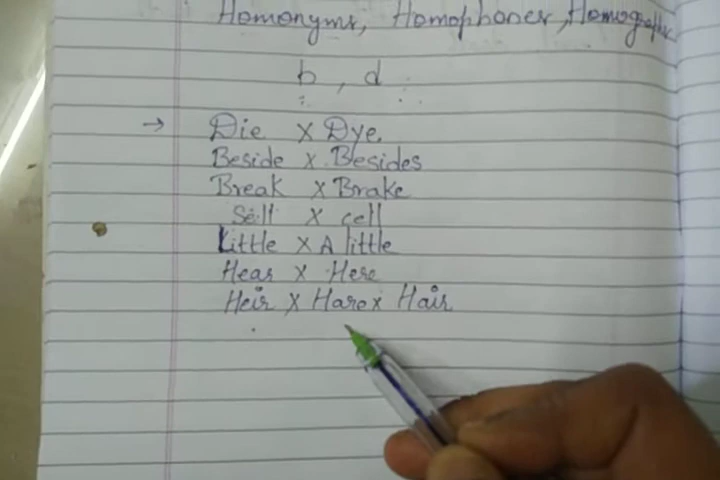 Homonyms, Homophones, Homographs
b, d
→ Die X Dye.
Beside X Besides
Break X Brake
Sell X cell
Little X A little
Hear X Here
Heir X Hare x Hair